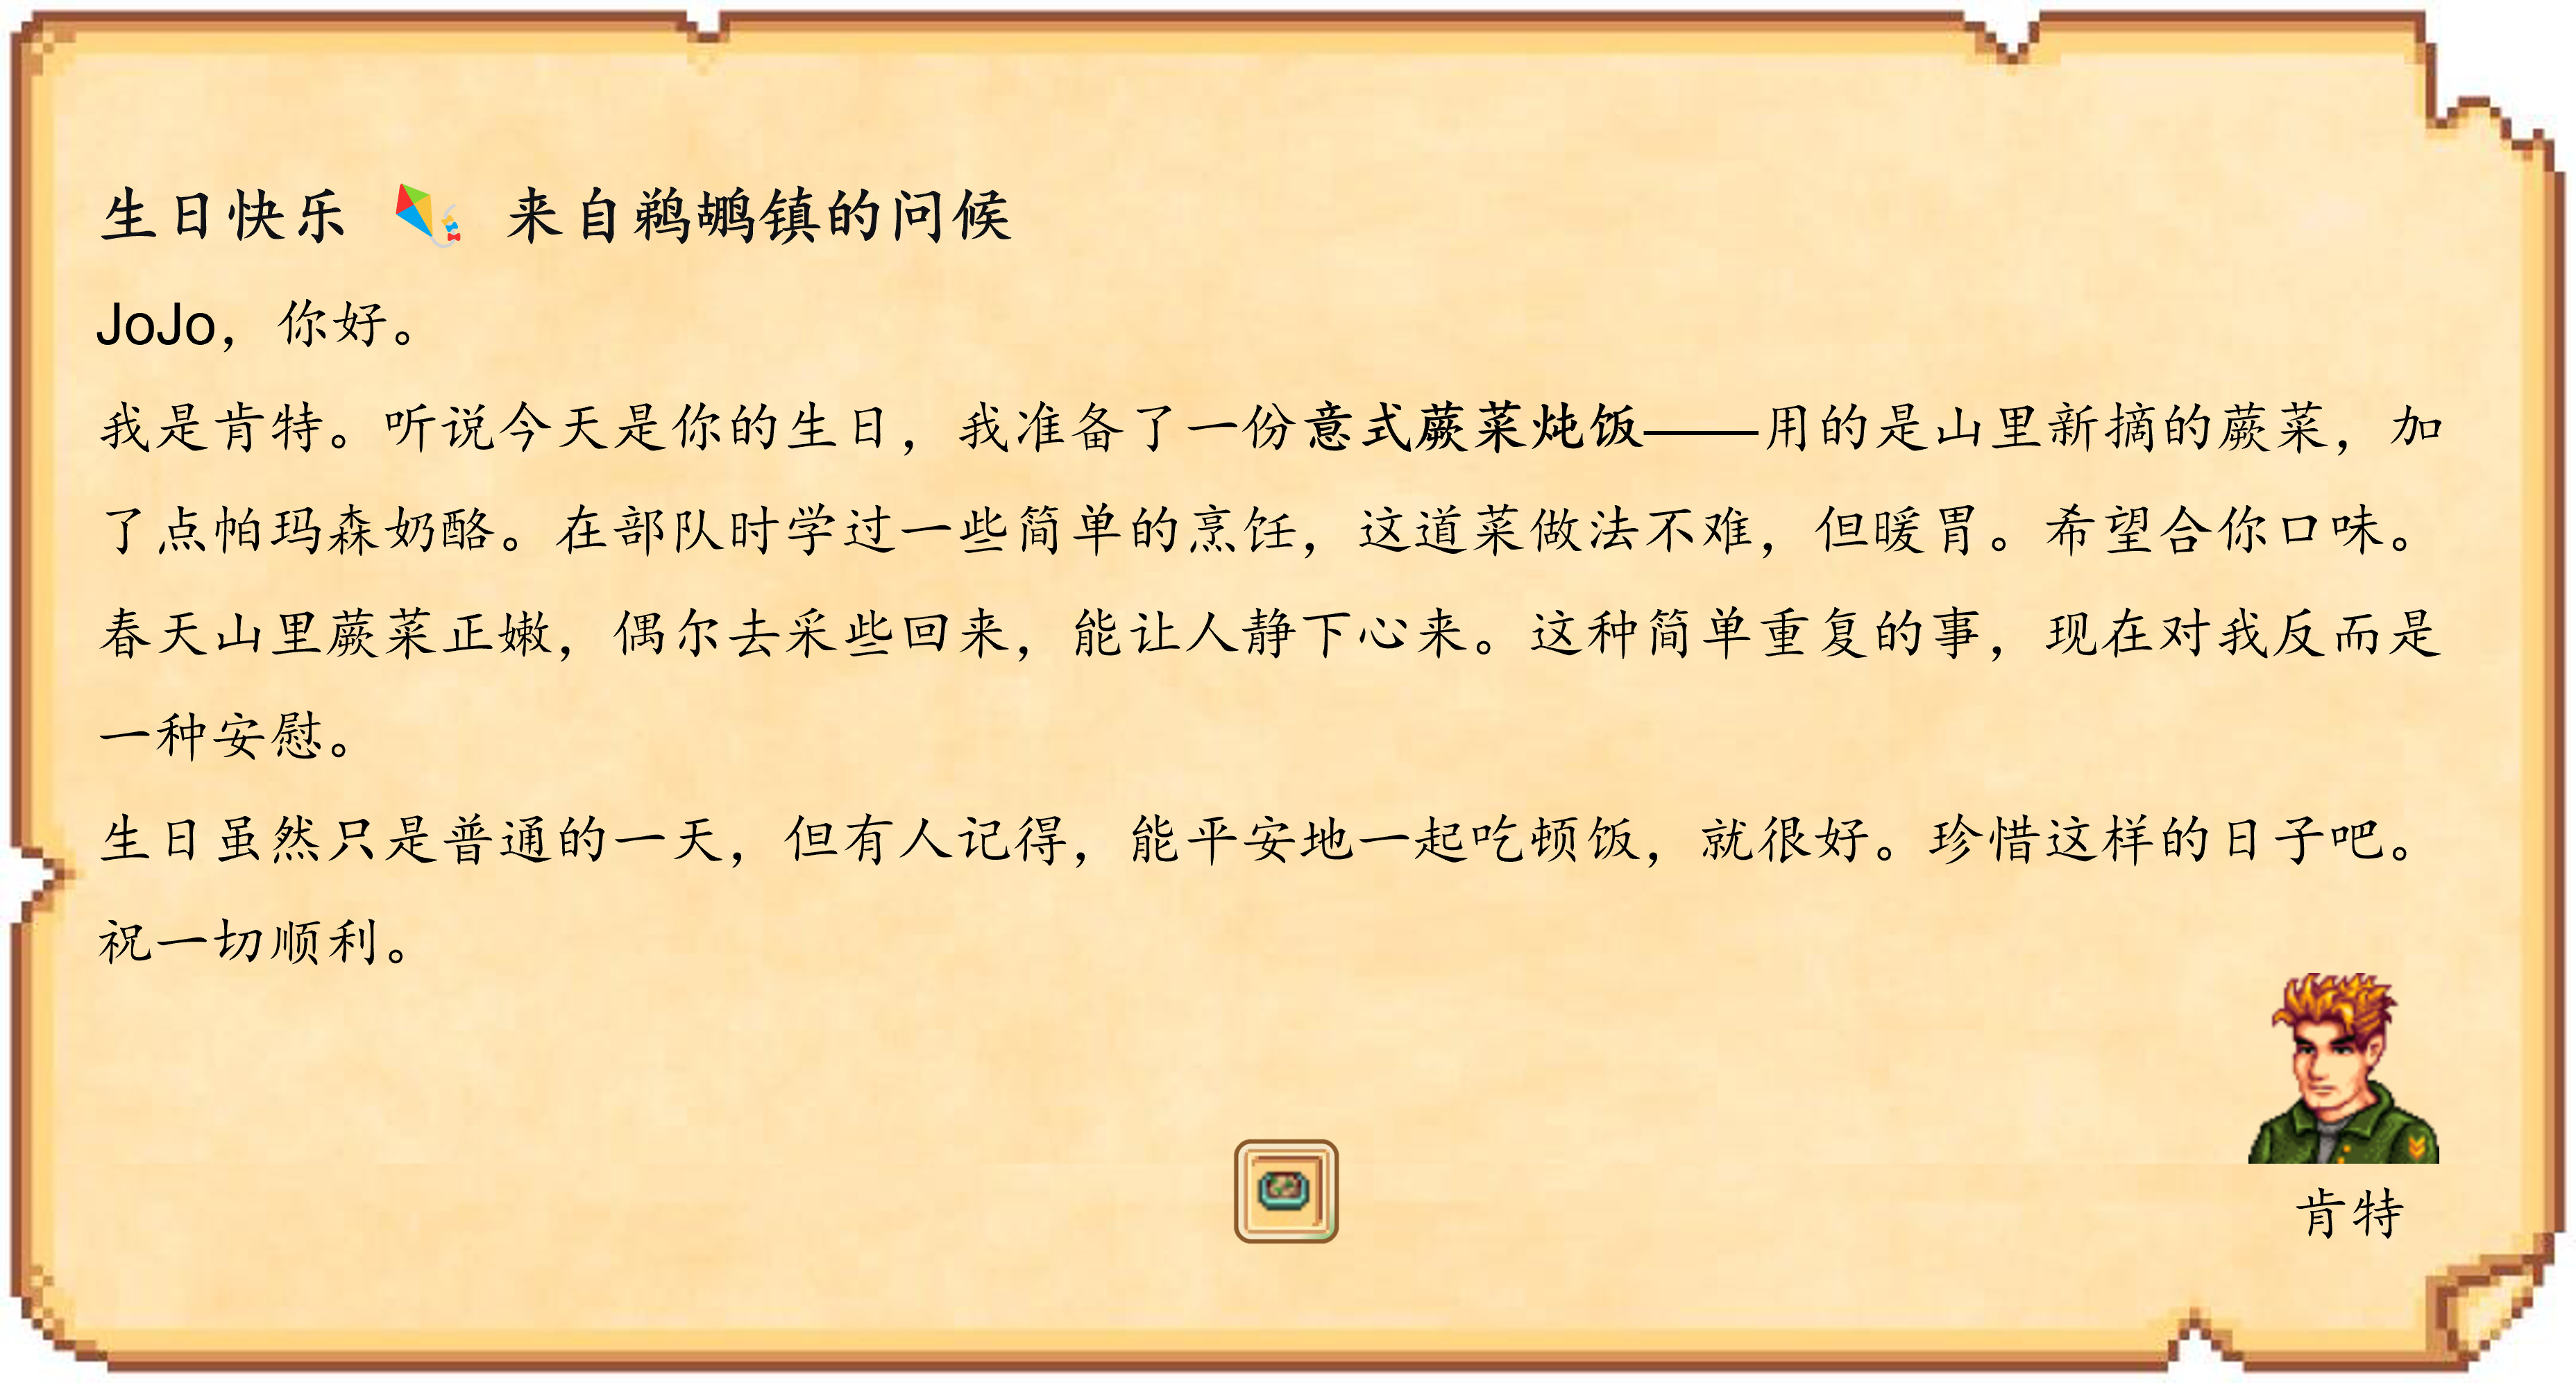 生日快乐 🪁 来自鹈鹕镇的问候
JoJo，你好。
我是肯特。听说今天是你的生日，我准备了一份意式蕨菜炖饭——用的是山里新摘的蕨菜，加
了点帕玛森奶酪。在部队时学过一些简单的烹饪，这道菜做法不难，但暖胃。希望合你口味。
春天山里蕨菜正嫩，偶尔去采些回来，能让人静下心来。这种简单重复的事，现在对我反而是
一种安慰。
生日虽然只是普通的一天，但有人记得，能平安地一起吃顿饭，就很好。珍惜这样的日子吧。
祝一切顺利。
肯特